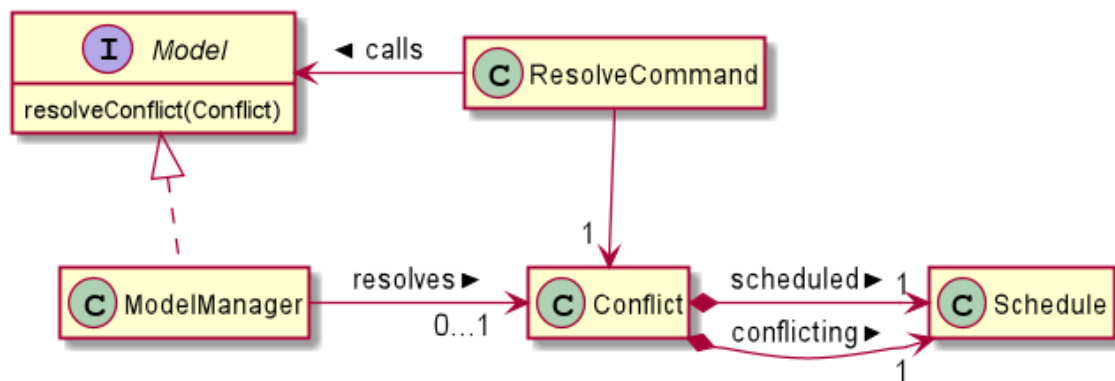 I Model
resolveConflict(Conflict)
◄ calls
C ResolveCommand
1
C ModelManager
resolves ►
0...1
C Conflict
scheduled ►
1
conflicting ►
1
C Schedule